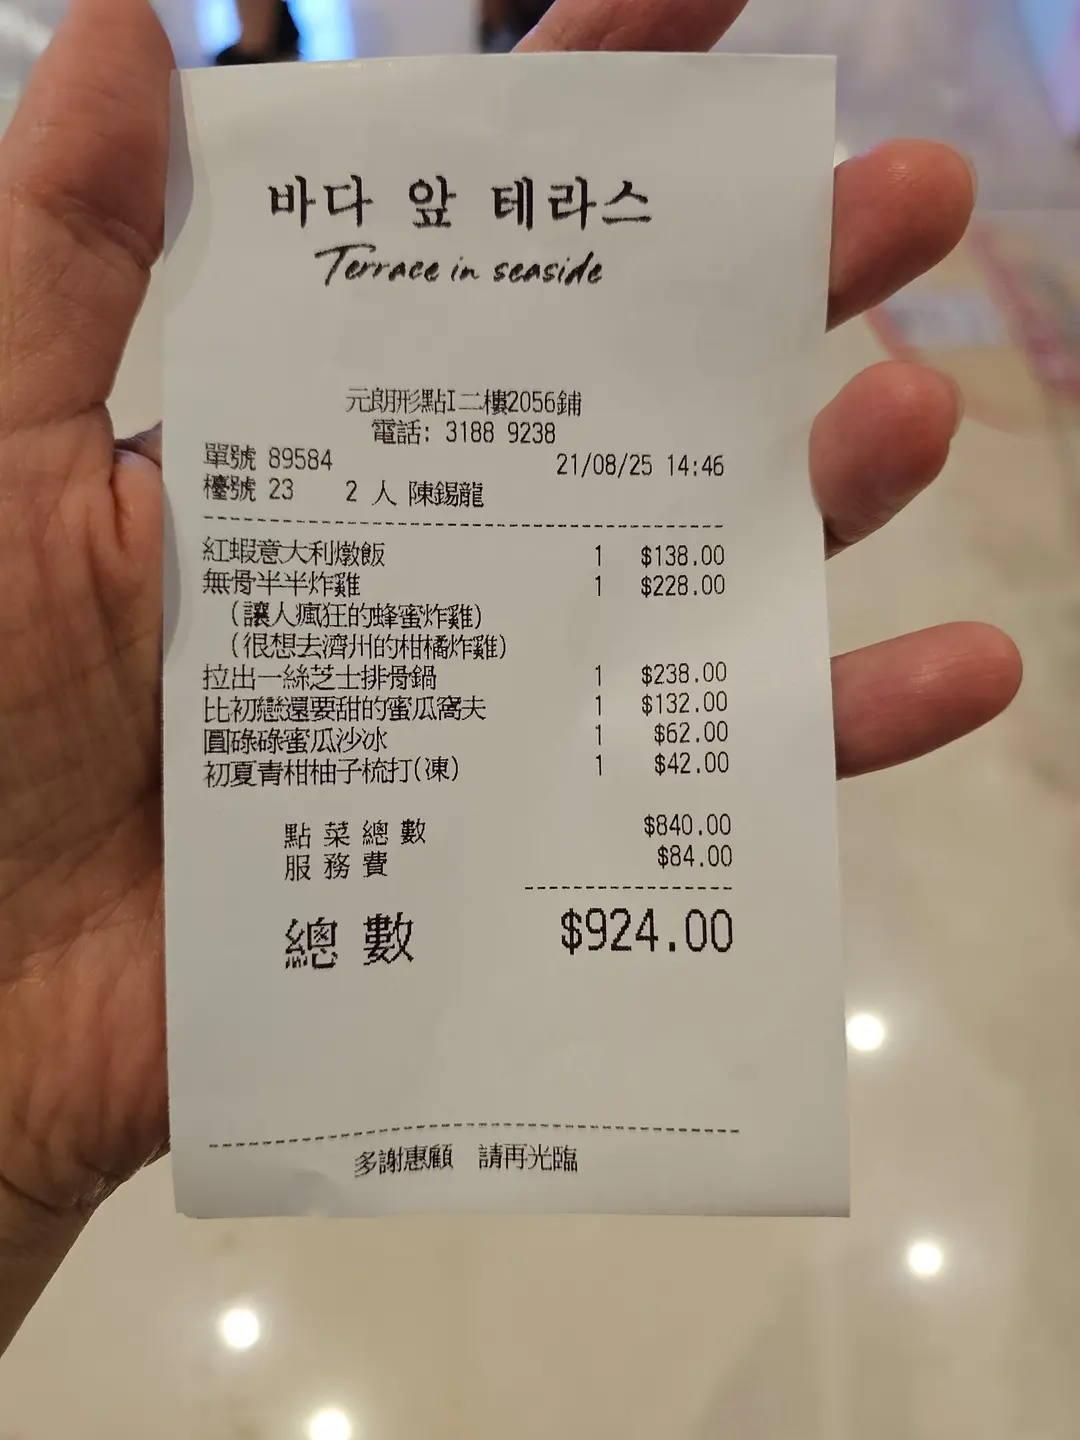 바다 앞 테라스
Terrace in seaside
元朗形點I二樓2056鋪
電話: 3188 9238
單號 89584 21/08/25 14:46
檯號 23 2 人 陳錫龍
紅蝦意大利燉飯 1 $138.00
無骨半半炸雞 1 $228.00
(讓人瘋狂的蜂蜜炸雞)
(很想去濟州的柑橘炸雞)
拉出一絲芝士排骨鍋 1 $238.00
比初戀還要甜的蜜瓜窩夫 1 $132.00
圓碌碌蜜瓜沙冰 1 $62.00
初夏青柑柚子梳打(凍) 1 $42.00
點菜總數 $840.00
服務費 $84.00
總數 $924.00
多謝惠顧 請再光臨